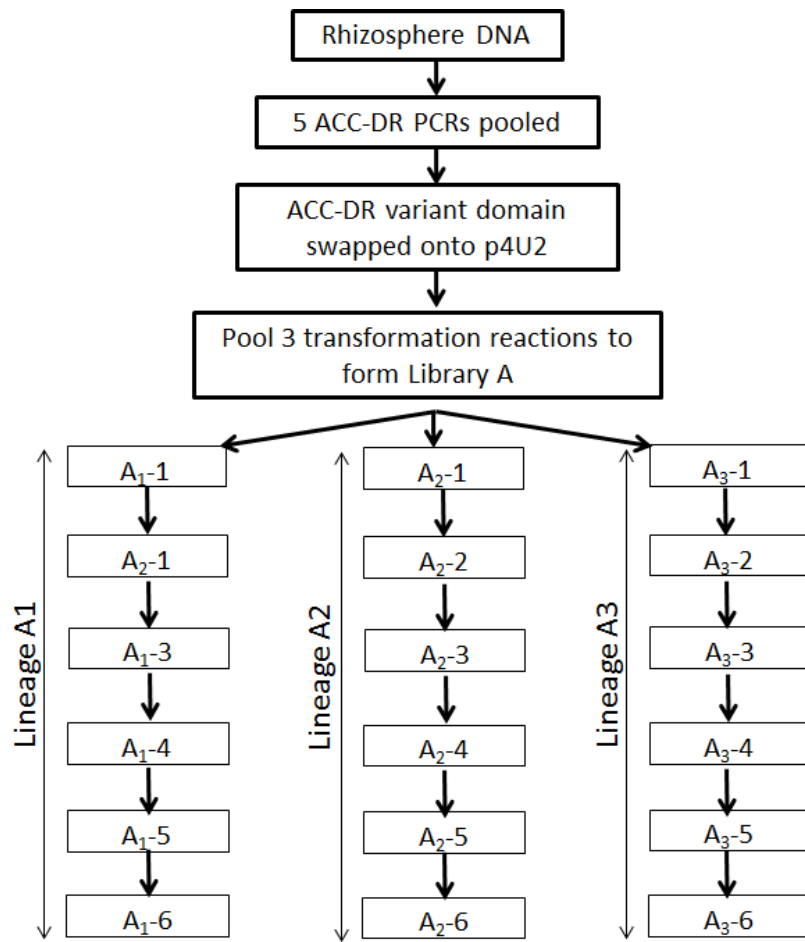 Rhizosphere DNA
5 ACC-DR PCRs pooled
ACC-DR variant domain
swapped onto p4U2
Pool 3 transformation reactions to
form Library A
Lineage A1
A₁-1
A₂-1
A₁-3
A₁-4
A₁-5
A₁-6
Lineage A2
A₂-1
A₂-2
A₂-3
A₂-4
A₂-5
A₂-6
Lineage A3
A₃-1
A₃-2
A₃-3
A₃-4
A₃-5
A₃-6